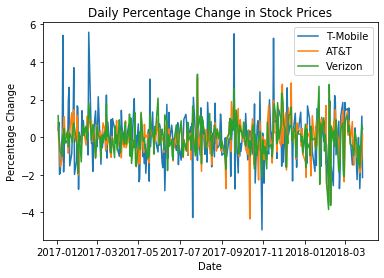 Daily Percentage Change in Stock Prices
T-Mobile
AT&T
Verizon
Percentage Change
6
4
2
0
−2
−4
2017-01 2017-03 2017-05 2017-07 2017-09 2017-11 2018-01 2018-03
Date